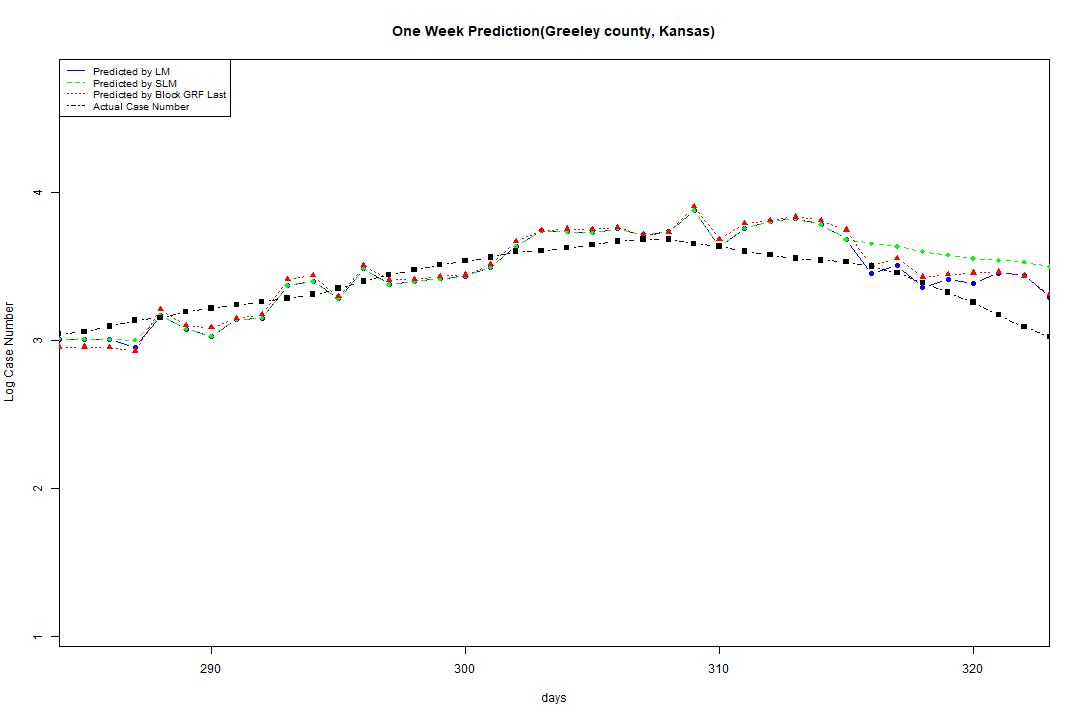 One Week Prediction(Greeley county, Kansas)
Predicted by LM
Predicted by SLM
Predicted by Block GRF Last
Actual Case Number
4
3
2
1
Log Case Number
290 300 310 320
days